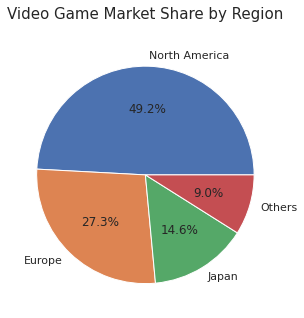 Video Game Market Share by Region
North America
49.2%
9.0%
Others
27.3%
14.6%
Europe
Japan